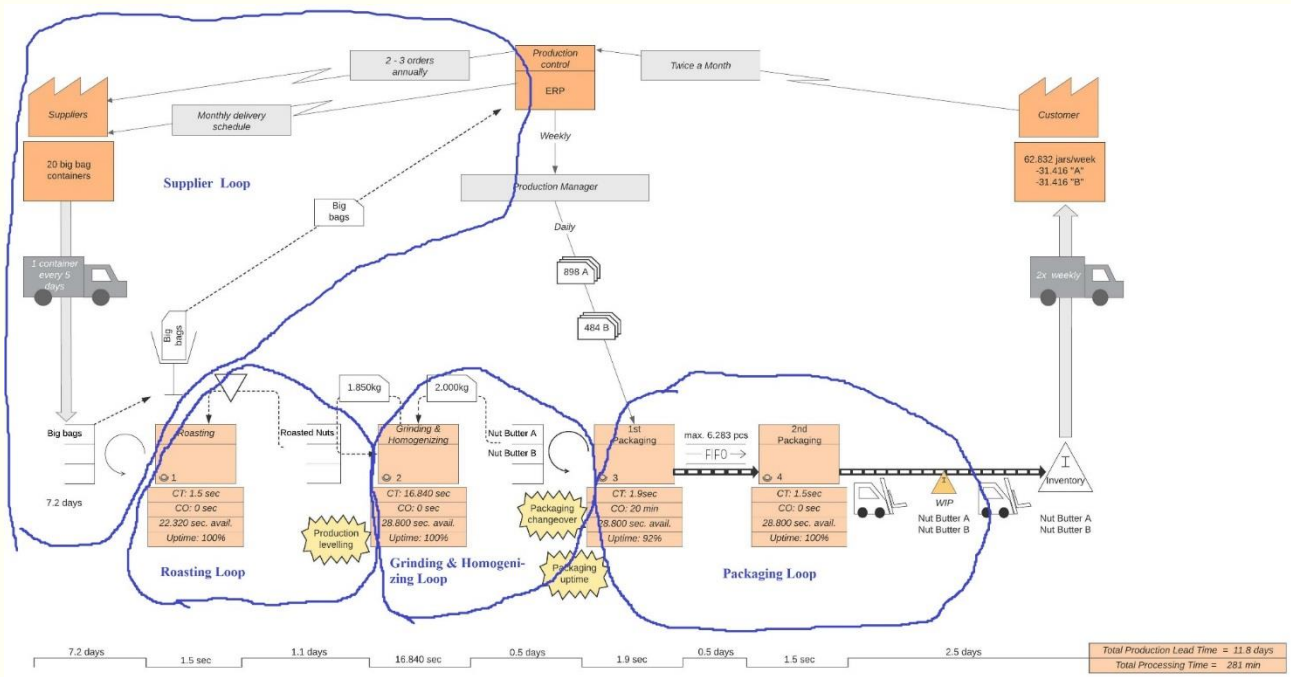 2 - 3 orders
annually
Production
control
ERP
Twice a Month
Suppliers
Monthly delivery
schedule
Customer
Weekly
20 big bag
containers
Supplier Loop
62.832 jars/week
-31.416 "A"
-31.416 "B"
Production Manager
Big
bags
Daily
1 container
every 5
days
898 A
2x weekly
484 B
Big
bags
1.850kg
2.000kg
Big bags
Roasting
Roasted Nuts
Grinding &
Homogenizing
Nut Butter A
Nut Butter B
1st
Packaging
max. 6.283 pcs
FIFO
2nd
Packaging
1
2
3
4
I
Inventory
7.2 days
CT: 1.5 sec
CO: 0 sec
22.320 sec. avail.
Uptime: 100%
Production
levelling
CT: 16.840 sec
CO: 0 sec
28.800 sec. avail.
Uptime: 100%
Packaging
changeover
CT: 1.9sec
CO: 20 min
28.800 sec. avail.
Uptime: 92%
CT: 1.5sec
CO: 0 sec
28.800 sec. avail.
Uptime: 100%
I
WIP
Nut Butter A
Nut Butter B
Nut Butter A
Nut Butter B
Roasting Loop
Grinding & Homogeni-
zing Loop
Packaging
uptime
Packaging Loop
7.2 days
1.5 sec
1.1 days
16.840 sec
0.5 days
1.9 sec
0.5 days
1.5 sec
2.5 days
Total Production Lead Time = 11.8 days
Total Processing Time = 281 min